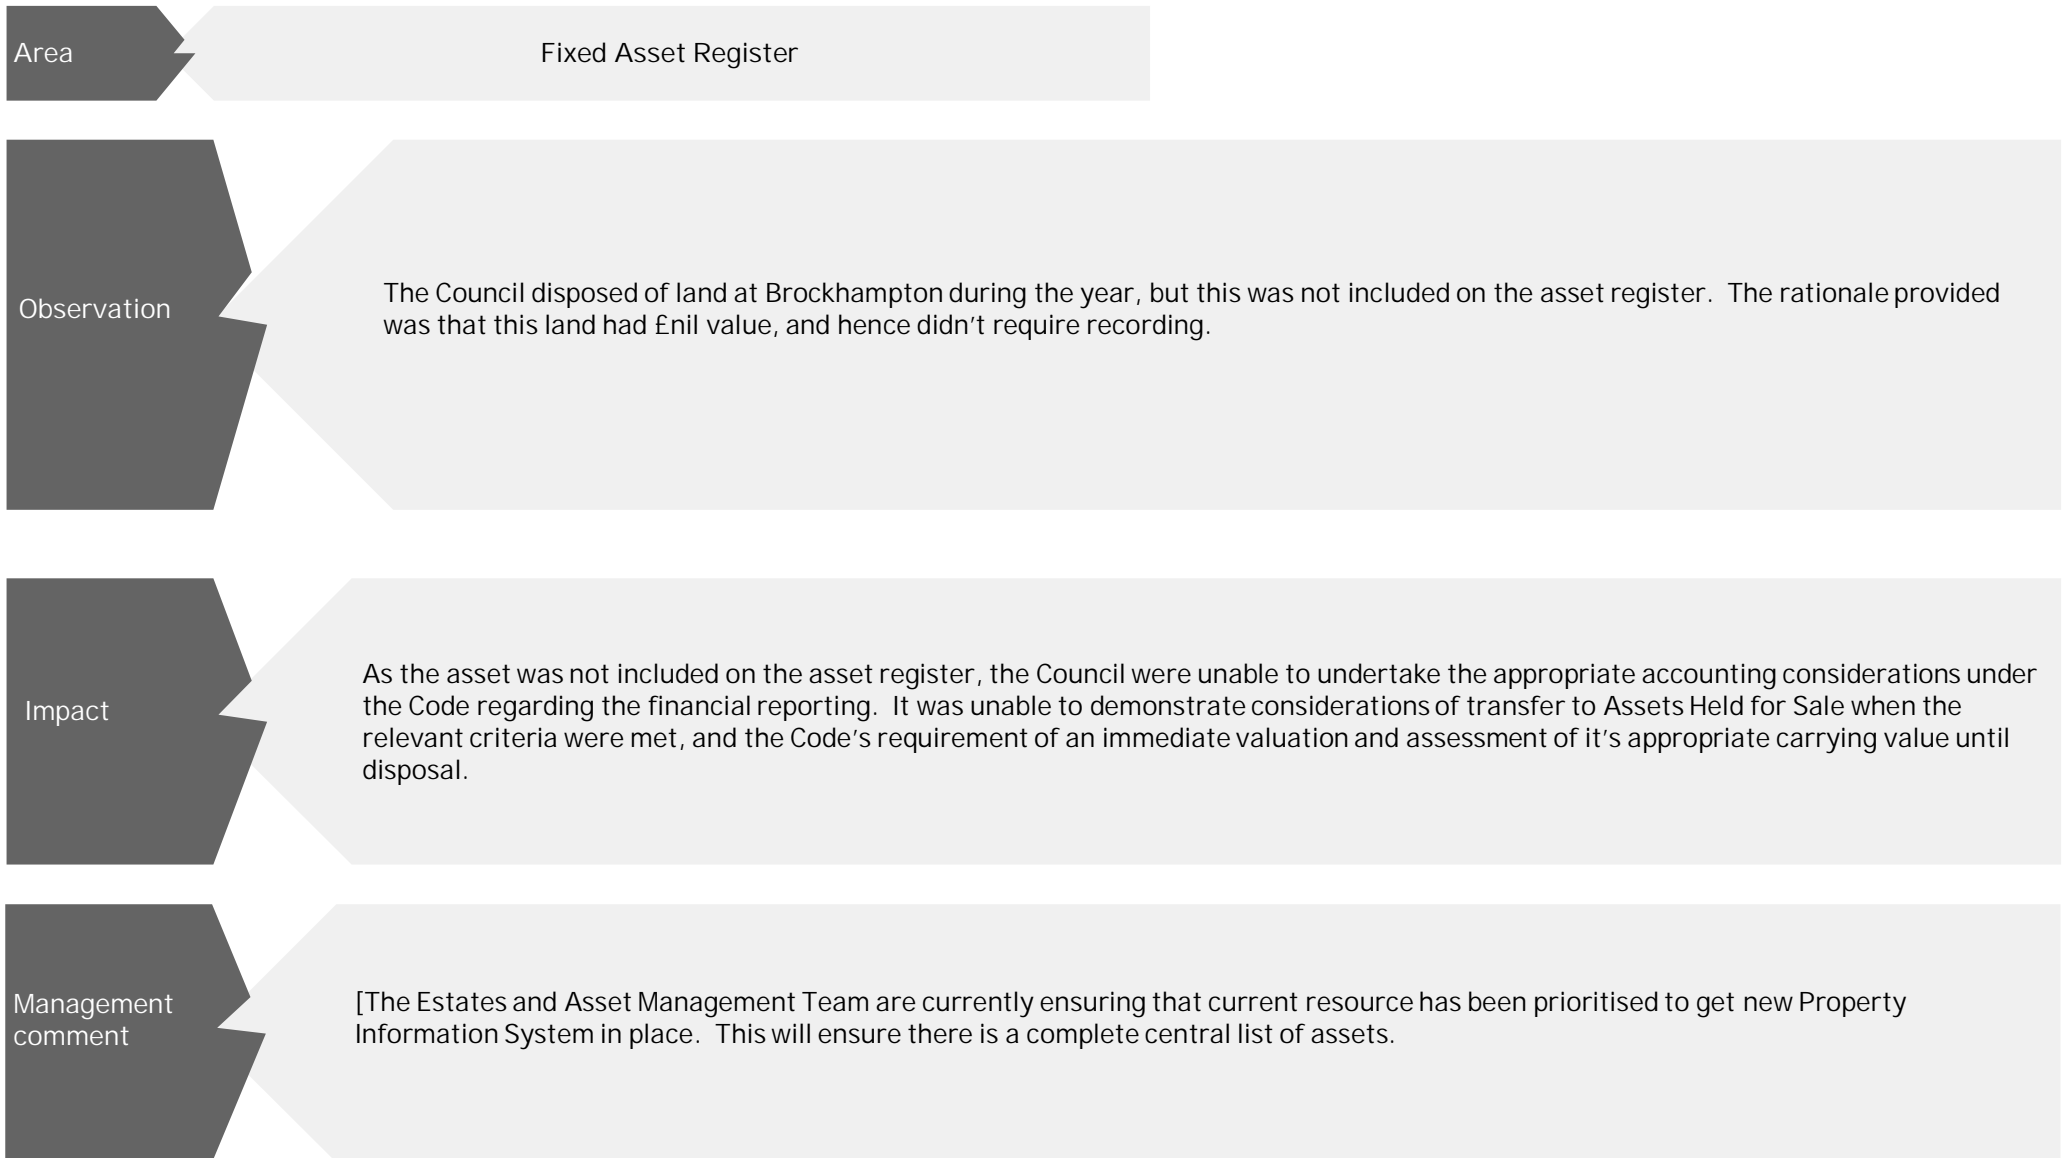 Area
Fixed Asset Register
Observation
The Council disposed of land at Brockhampton during the year, but this was not included on the asset register. The rationale provided
was that this land had £nil value, and hence didn’t require recording.
Impact
As the asset was not included on the asset register, the Council were unable to undertake the appropriate accounting considerations under
the Code regarding the financial reporting. It was unable to demonstrate considerations of transfer to Assets Held for Sale when the
relevant criteria were met, and the Code’s requirement of an immediate valuation and assessment of it’s appropriate carrying value until
disposal.
Management
comment
[The Estates and Asset Management Team are currently ensuring that current resource has been prioritised to get new Property
Information System in place. This will ensure there is a complete central list of assets.